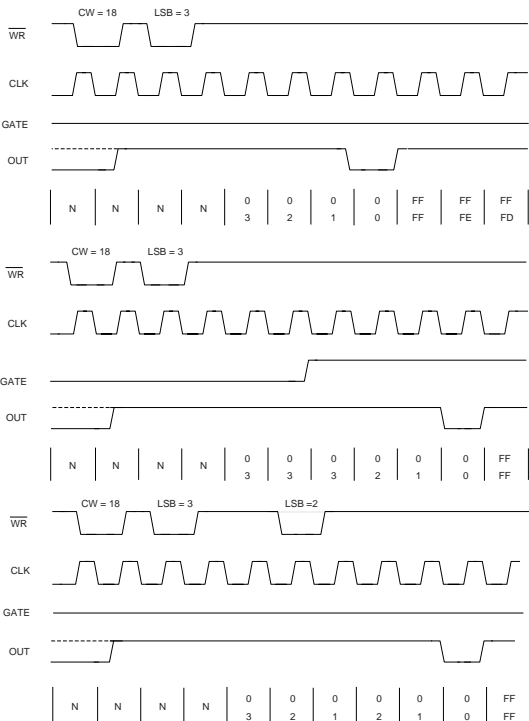 CW = 18 LSB = 3
WR
CLK
GATE
OUT
N N N N 0 0 0 0 FF FF FF
3 2 1 0 FF FE FD
CW = 18 LSB = 3
WR
CLK
GATE
OUT
N N N N 0 0 0 0 0 0 FF
3 3 3 2 1 0 FF
CW = 18 LSB = 3 LSB =2
WR
CLK
GATE
OUT
N N N N 0 0 0 0 0 0 FF
3 2 1 2 1 0 FF